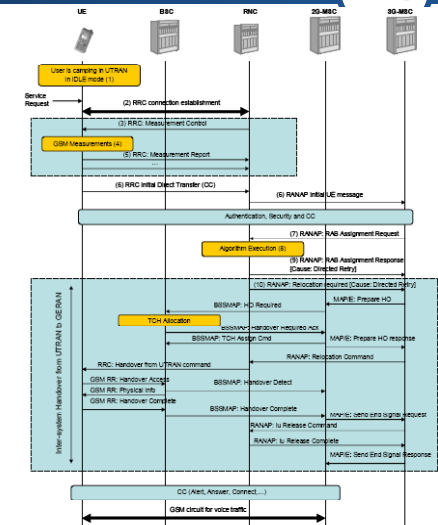 UE
BSC
RNC
2G-MSC
3G-MSC
User is camping in UTRAN
in IDLE mode (1)
Service
Request
(2) RRC connection establishment
(3) RRC: Measurement Control
GSM Measurements (4)
(5) RRC: Measurement Report
...
(6) RRC Initial Direct Transfer (CC)
(6) RANAP Initial UE message
Authentication, Security and CC
(7) RANAP: RAB Assignment Request
Algorithm Execution (8)
(9) RANAP: RAB Assignment Response
[Cause: Directed Retry]
(10) RANAP: Relocation required [Cause: Directed Retry]
BSSMAP: HO Required
MAP/E: Prepare HO
TCH Allocation
BSSMAP: Handover Required Ack
BSSMAP: TCH Assign Cmd
MAP/E: Prepare HO response
RANAP: Relocation Command
RRC: Handover from UTRAN command
GSM RR: Handover Access
BSSMAP: Handover Detect
GSM RR: Physical Info
GSM RR: Handover Complete
BSSMAP: Handover Complete
MAP/E: Send End Signal Request
RANAP: Iu Release Command
RANAP: Iu Release Complete
MAP/E: Send End Signal Response
Inter-system Handover from UTRAN to GERAN
CC (Alert, Answer, Connect,...)
GSM circuit for voice traffic